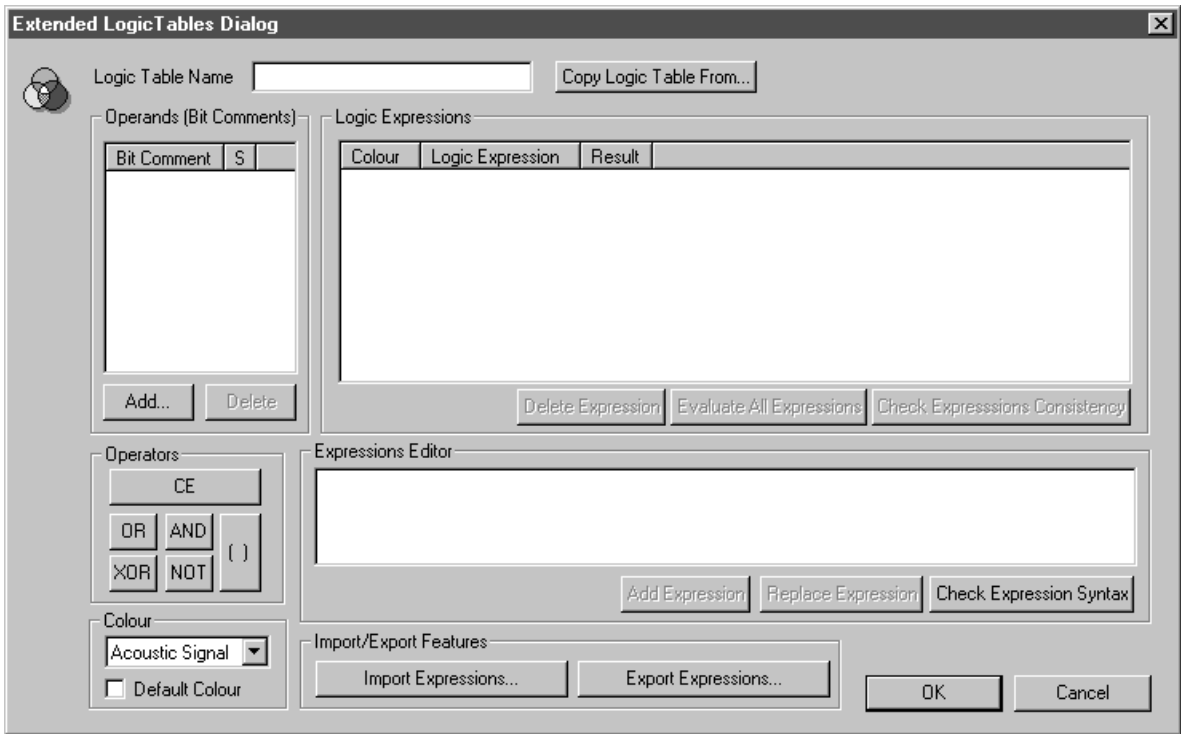 Extended LogicTables Dialog
Logic Table Name
Copy Logic Table From...
Operands (Bit Comments)
Bit Comment S
Add... Delete
Logic Expressions
Colour Logic Expression Result
Delete Expression Evaluate All Expressions Check Expresssions Consistency
Operators
CE
OR AND ( )
XOR NOT
Expressions Editor
Add Expression Replace Expression Check Expression Syntax
Colour
Acoustic Signal
Default Colour
Import/Export Features
Import Expressions... Export Expressions...
OK Cancel